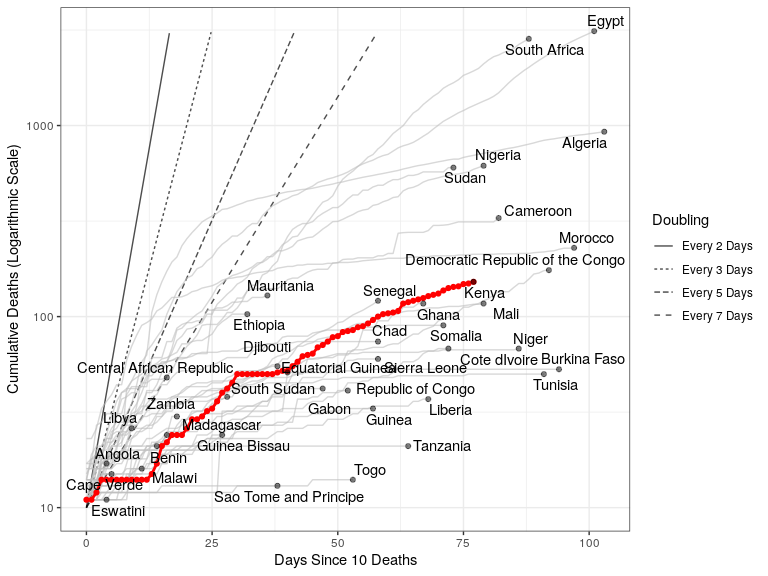 Egypt
South Africa
1000
Algeria
Nigeria
Sudan
Cameroon
Morocco
Democratic Republic of the Congo
Mauritania
Senegal
Kenya
Ghana
Mali
100
Ethiopia
Chad
Somalia
Niger
Djibouti
Cote dIvoire
Burkina Faso
Central African Republic
Equatorial Guinea
Sierra Leone
Tunisia
South Sudan
Republic of Congo
Zambia
Gabon
Liberia
Libya
Guinea
Madagascar
Guinea Bissau
Tanzania
Angola
Benin
Togo
Malawi
Cape Verde
Sao Tome and Principe
10
Eswatini
0
25
50
75
100
Days Since 10 Deaths
Cumulative Deaths (Logarithmic Scale)
Doubling
Every 2 Days
Every 3 Days
Every 5 Days
Every 7 Days